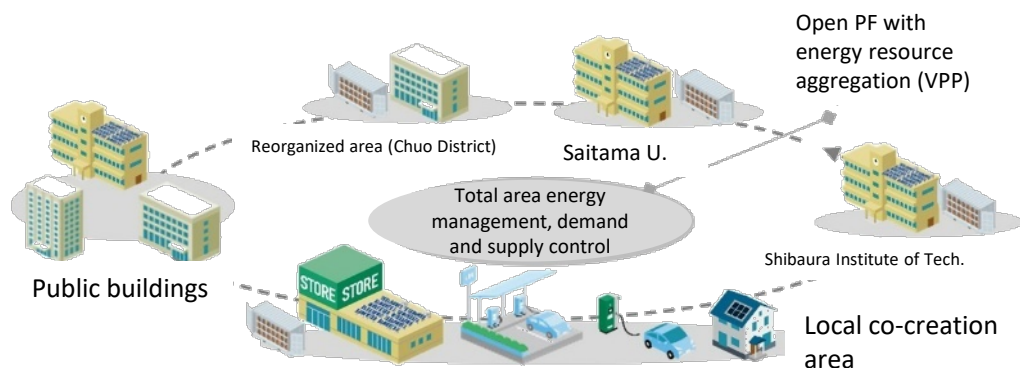 Open PF with
energy resource
aggregation (VPP)
Reorganized area (Chuo District)
Saitama U.
Total area energy
management, demand
and supply control
Shibaura Institute of Tech.
Public buildings
STORE STORE
Local co-creation
area